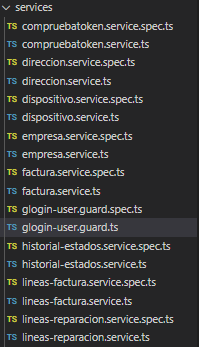 services
TS compruebatoken.service.spec.ts
TS compruebatoken.service.ts
TS direccion.service.spec.ts
TS direccion.service.ts
TS dispositivo.service.spec.ts
TS dispositivo.service.ts
TS empresa.service.spec.ts
TS empresa.service.ts
TS factura.service.spec.ts
TS factura.service.ts
TS glogin-user.guard.spec.ts
TS glogin-user.guard.ts
TS historial-estados.service.spec.ts
TS historial-estados.service.ts
TS lineas-factura.service.spec.ts
TS lineas-factura.service.ts
TS lineas-reparacion.service.spec.ts
TS lineas-reparacion.service.ts